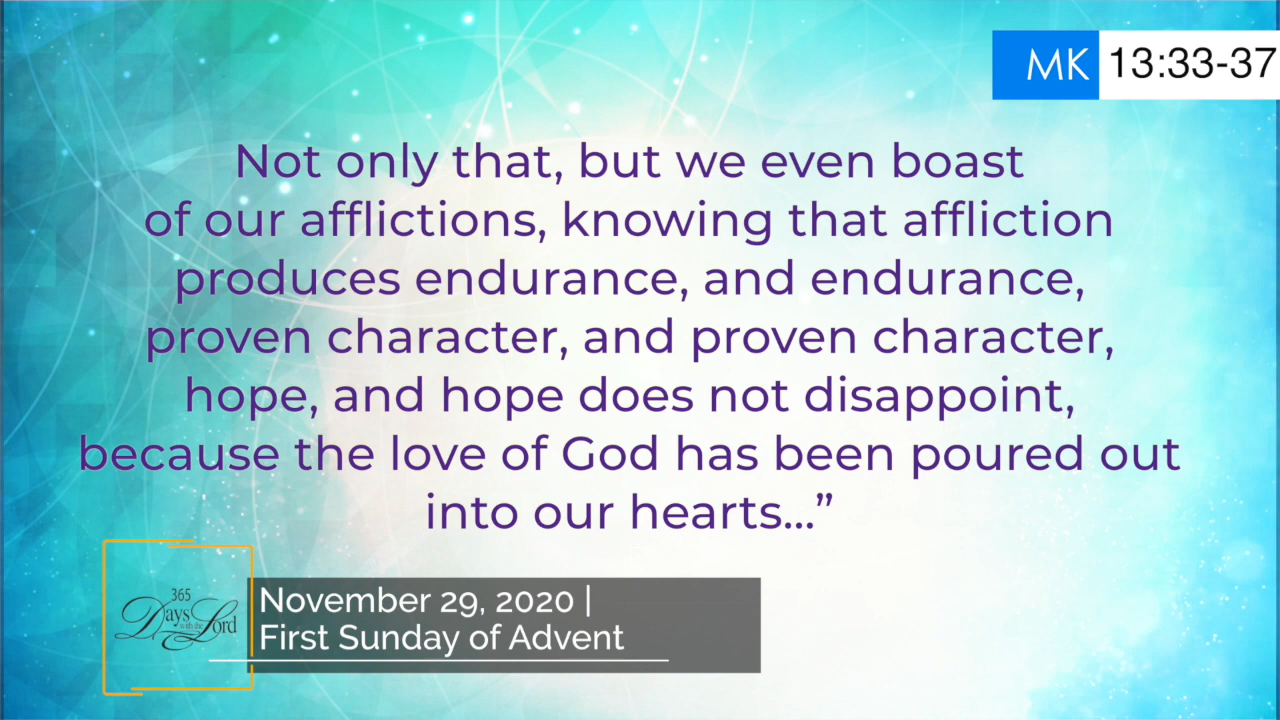 MK 13:33-37
Not only that, but we even boast
of our afflictions, knowing that affliction
produces endurance, and endurance,
proven character, and proven character,
hope, and hope does not disappoint,
because the love of God has been poured out
into our hearts...”
365
Days with the Lord
November 29, 2020 |
First Sunday of Advent